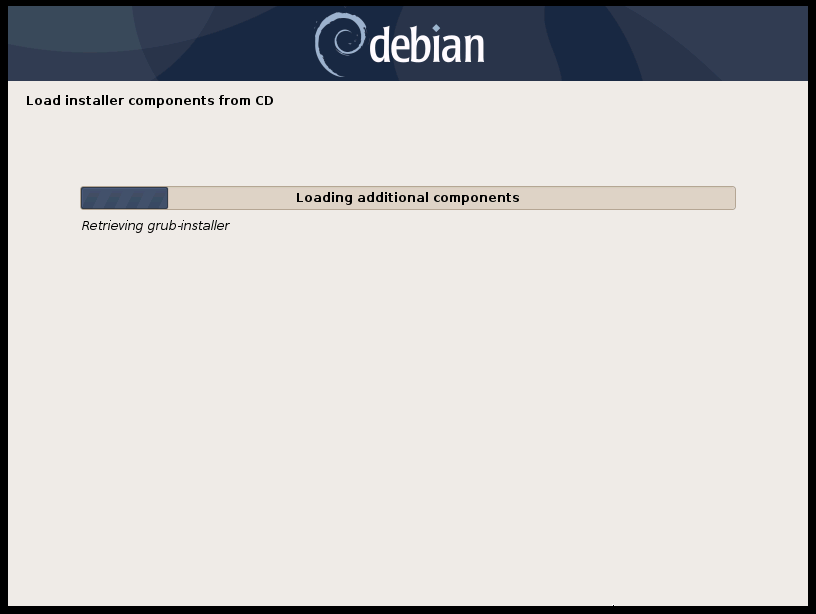 debian
Load installer components from CD
Loading additional components
Retrieving grub-installer